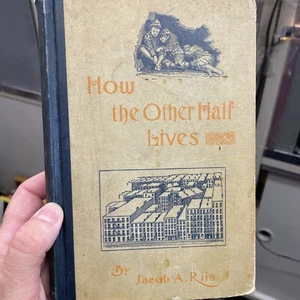 How
the Other Half
Lives
By
Jacob A. Riis